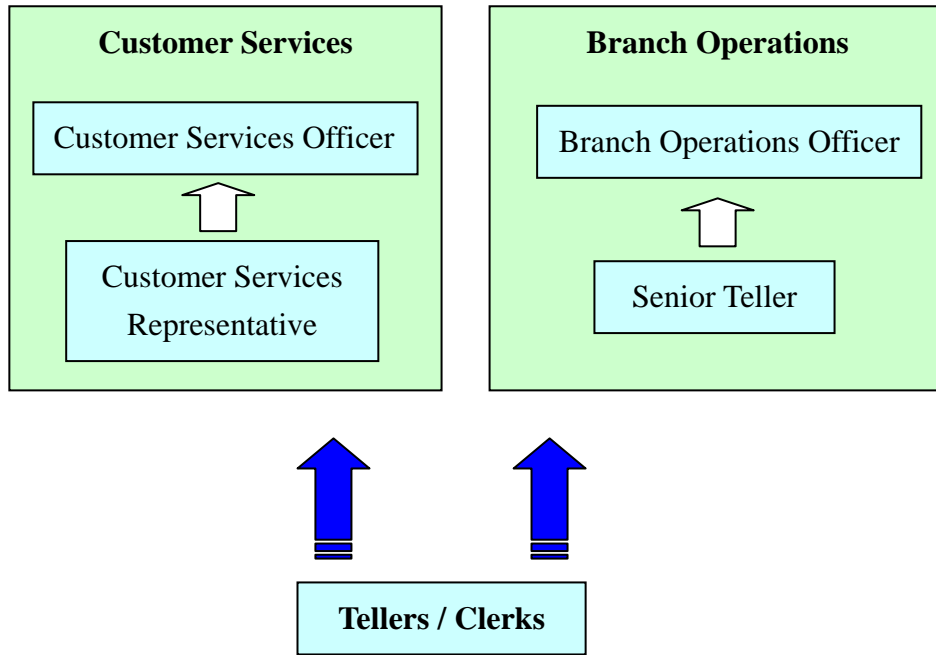 Customer Services
Customer Services Officer
Customer Services
Representative
Branch Operations
Branch Operations Officer
Senior Teller
Tellers / Clerks